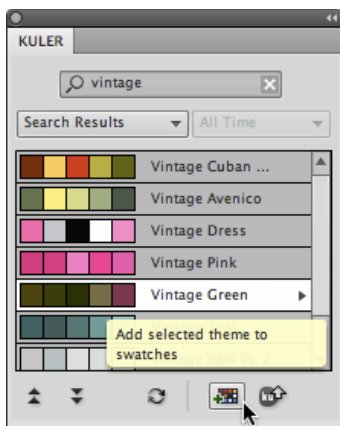 KULER
vintage
Search Results
All Time
Vintage Cuban ...
Vintage Avenico
Vintage Dress
Vintage Pink
Vintage Green
Add selected theme to
swatches